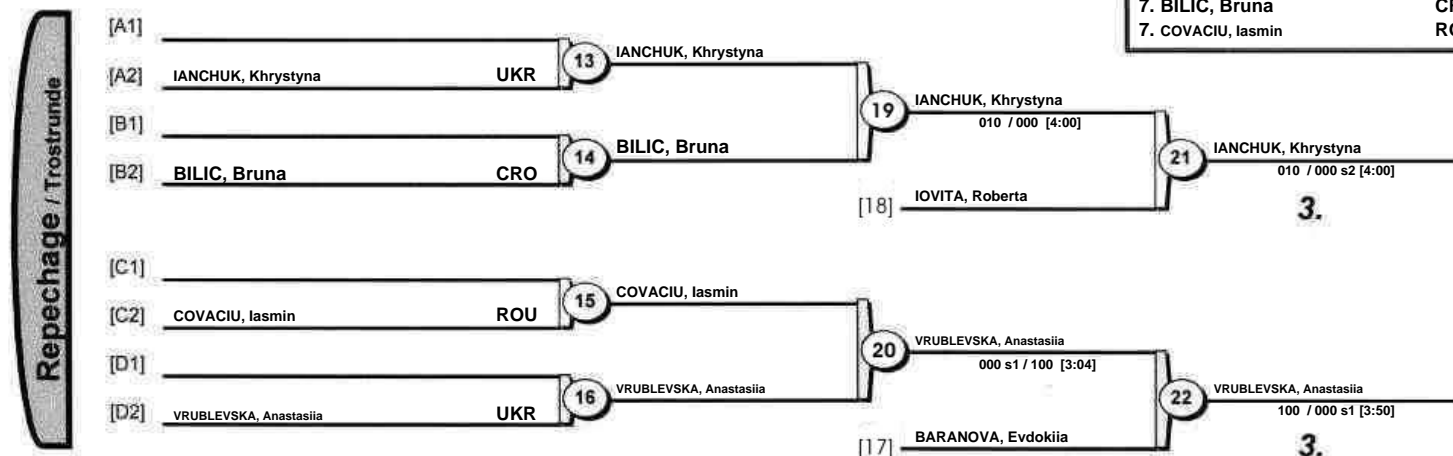 7. BILIC, Bruna
7. COVACIU, Iasmin
Repechage / Trostrunde
[A1]
[A2] IANCHUK, Khrystyna UKR
13 IANCHUK, Khrystyna
[B1]
[B2] BILIC, Bruna CRO
14 BILIC, Bruna
19 IANCHUK, Khrystyna
010 / 000 [4:00]
[18] IOVITA, Roberta
21 IANCHUK, Khrystyna
010 / 000 s2 [4:00]
3.
[C1]
[C2] COVACIU, Iasmin ROU
15 COVACIU, Iasmin
[D1]
[D2] VRUBLEVSKA, Anastasiia UKR
16 VRUBLEVSKA, Anastasiia
20 VRUBLEVSKA, Anastasiia
000 s1 / 100 [3:04]
[17] BARANOVA, Evdokiia
22 VRUBLEVSKA, Anastasiia
100 / 000 s1 [3:50]
3.